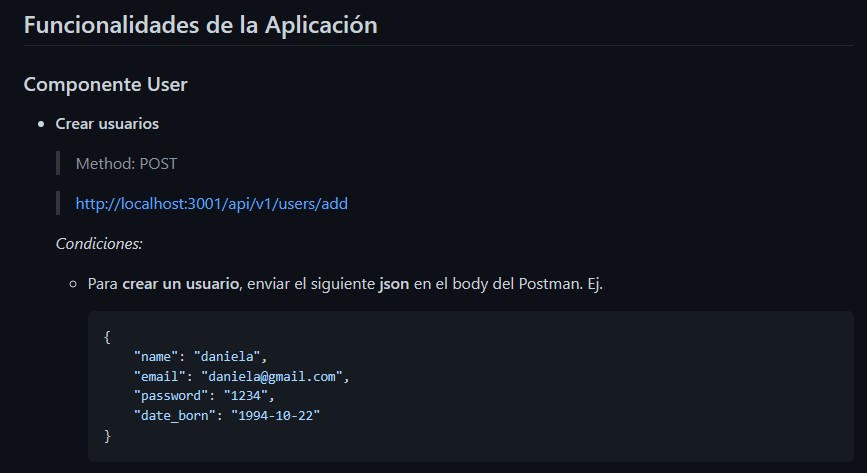 Funcionalidades de la Aplicación
Componente User
Crear usuarios
Method: POST
http://localhost:3001/api/v1/users/add
Condiciones:
Para crear un usuario, enviar el siguiente json en el body del Postman. Ej.
{
"name": "daniela",
"email": "daniela@gmail.com",
"password": "1234",
"date_born": "1994-10-22"
}